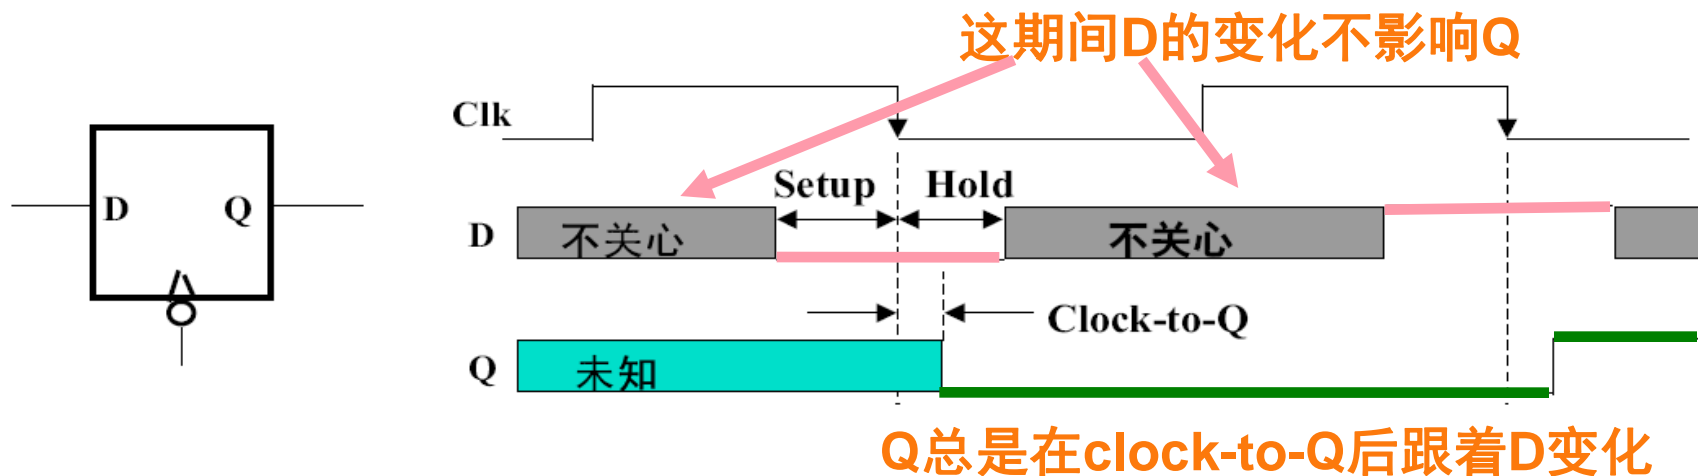 这期间D的变化不影响Q
Clk
D Q
Setup Hold
D 不关心 不关心
Clock-to-Q
Q 未知
Q总是在clock-to-Q后跟着D变化